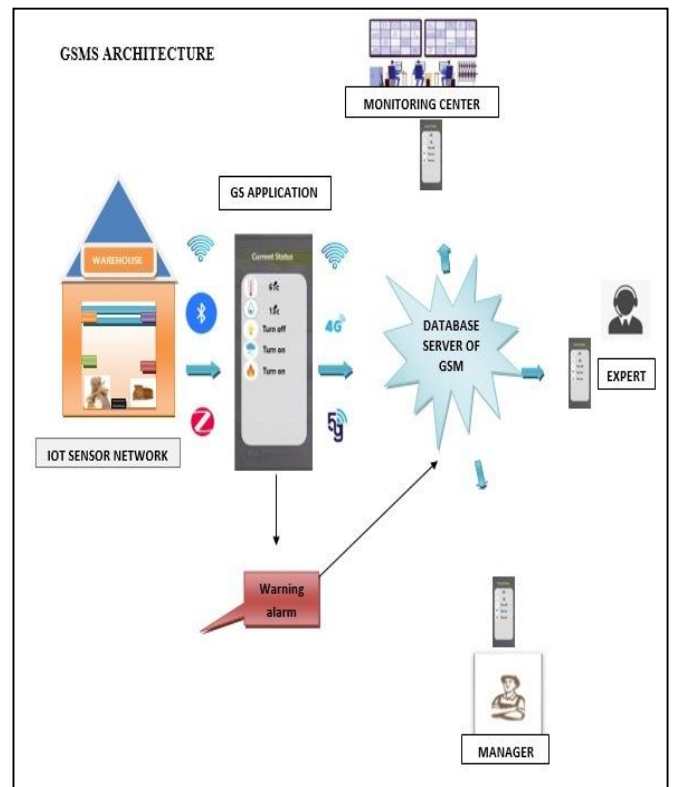 GSMS ARCHITECTURE
MONITORING CENTER
GS APPLICATION
WAREHOUSE
Current Status
Turn off
Turn on
Turn on
4G
5g
DATABASE
SERVER OF
GSM
EXPERT
IOT SENSOR NETWORK
Warning
alarm
MANAGER